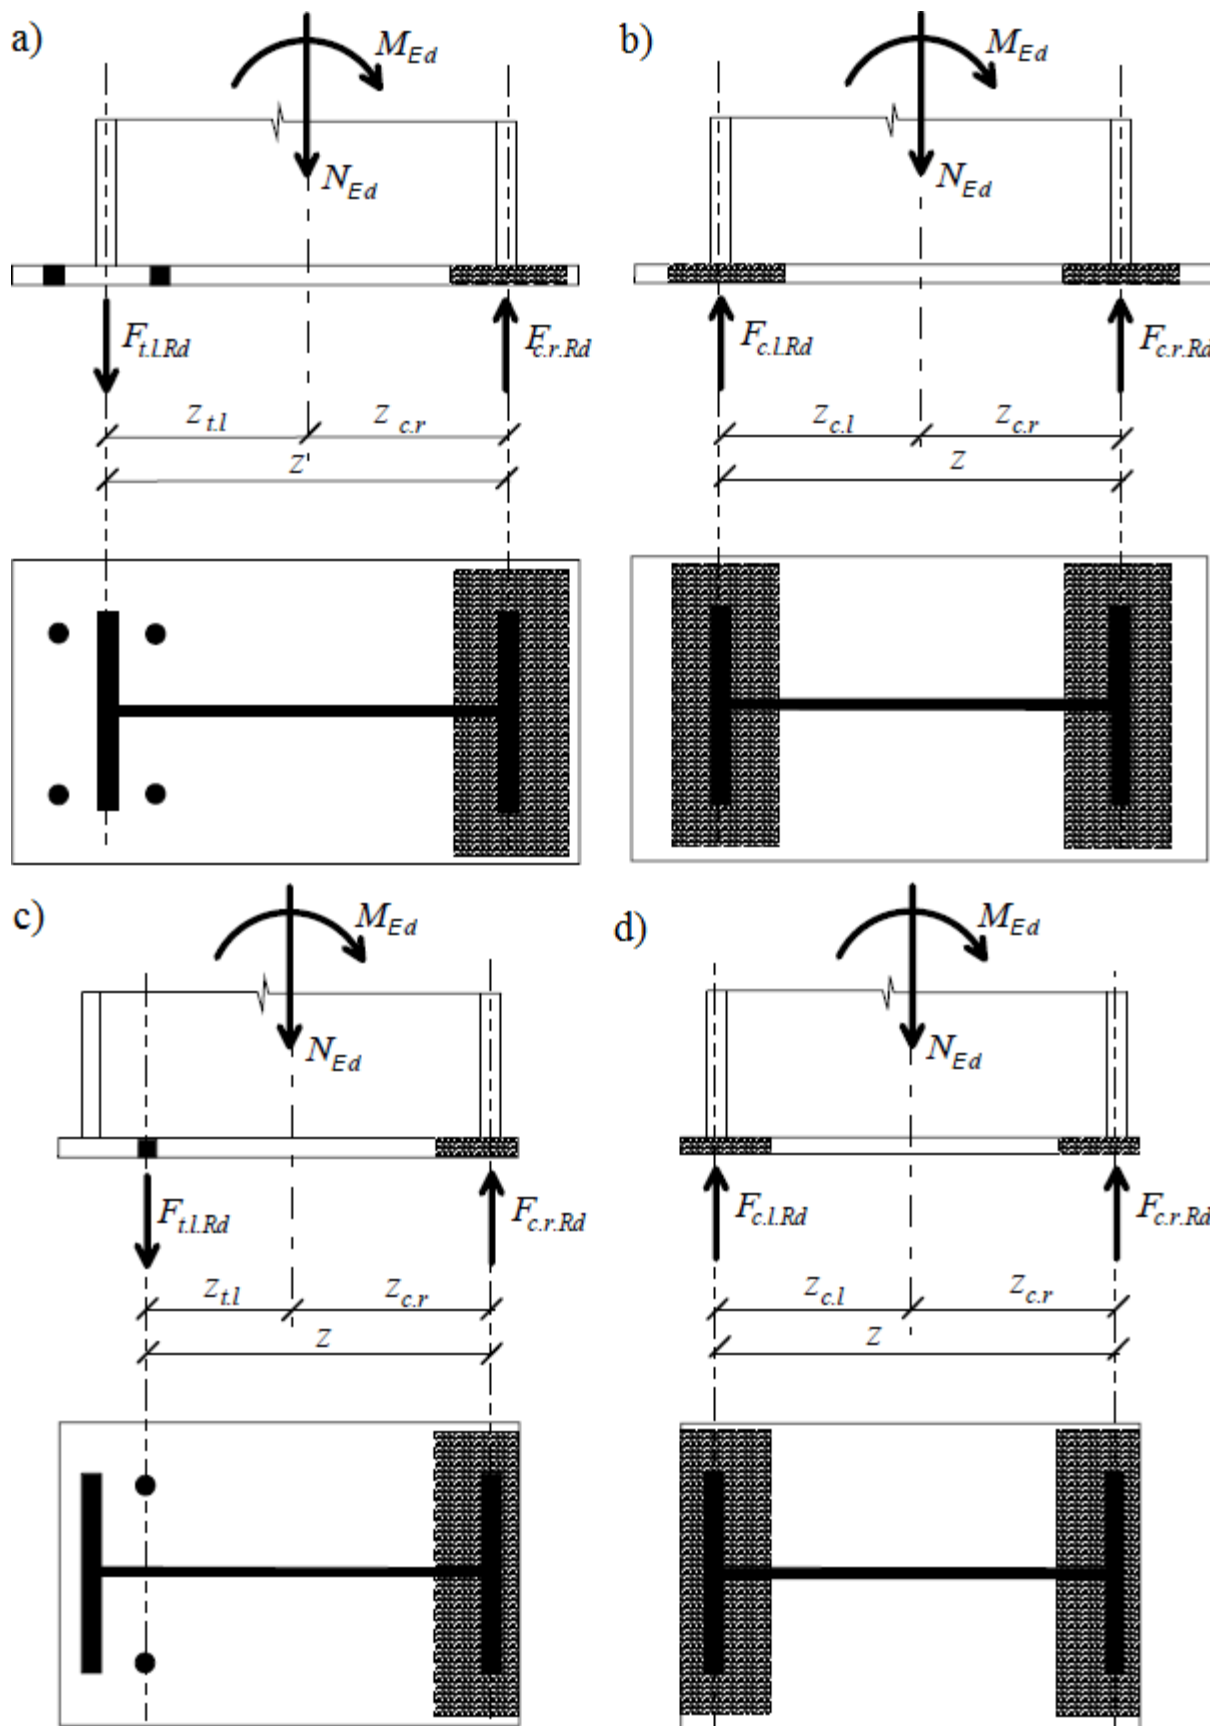 a)
M_Ed
N_Ed
F_t.l.Rd
F_c.r.Rd
z_t.l
z_c.r
z'
b)
M_Ed
N_Ed
F_c.l.Rd
F_c.r.Rd
z_c.l
z_c.r
z
c)
M_Ed
N_Ed
F_t.l.Rd
F_c.r.Rd
z_t.l
z_c.r
z
d)
M_Ed
N_Ed
F_c.l.Rd
F_c.r.Rd
z_c.l
z_c.r
z